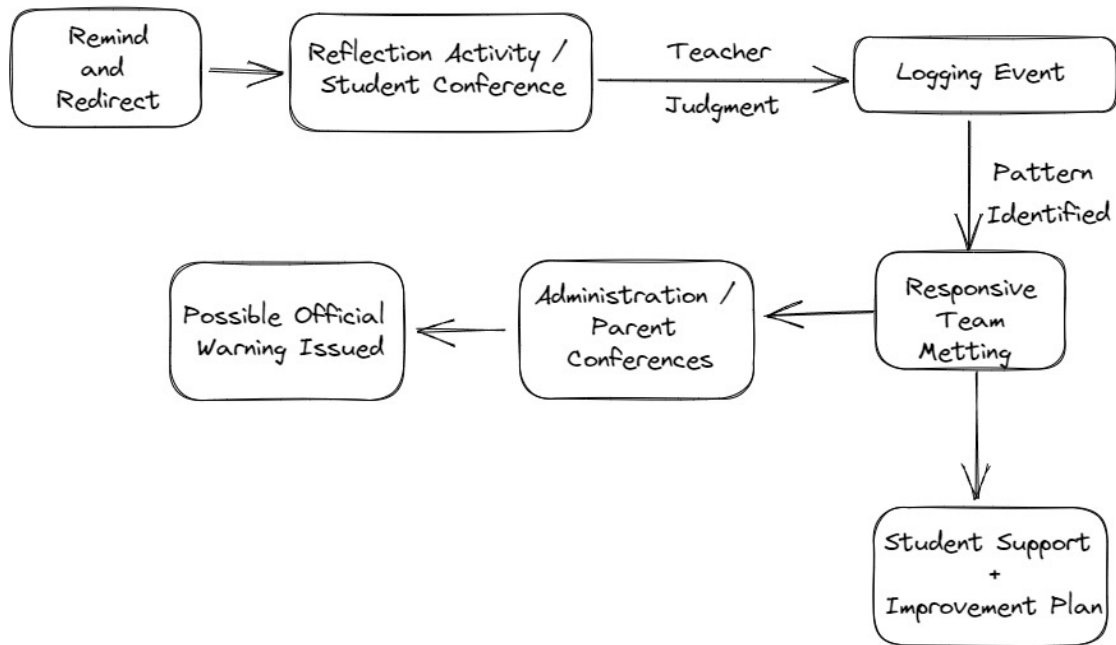 Remind
and
Redirect
Reflection Activity /
Student Conference
Teacher
Judgment
Logging Event
Pattern
Identified
Responsive
Team
Metting
Administration /
Parent
Conferences
Possible Official
Warning Issued
Student Support
+
Improvement Plan